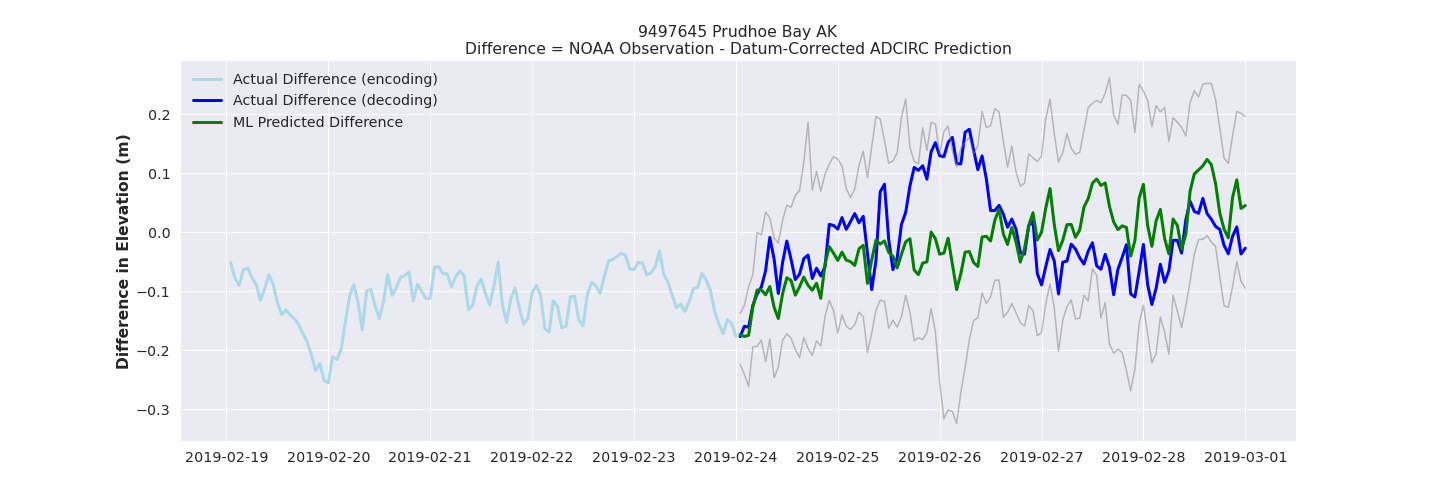 9497645 Prudhoe Bay AK
Difference = NOAA Observation - Datum-Corrected ADCIRC Prediction
Actual Difference (encoding)
Actual Difference (decoding)
ML Predicted Difference
Difference in Elevation (m)
0.2
0.1
0.0
−0.1
−0.2
−0.3
2019-02-19 2019-02-20 2019-02-21 2019-02-22 2019-02-23 2019-02-24 2019-02-25 2019-02-26 2019-02-27 2019-02-28 2019-03-01